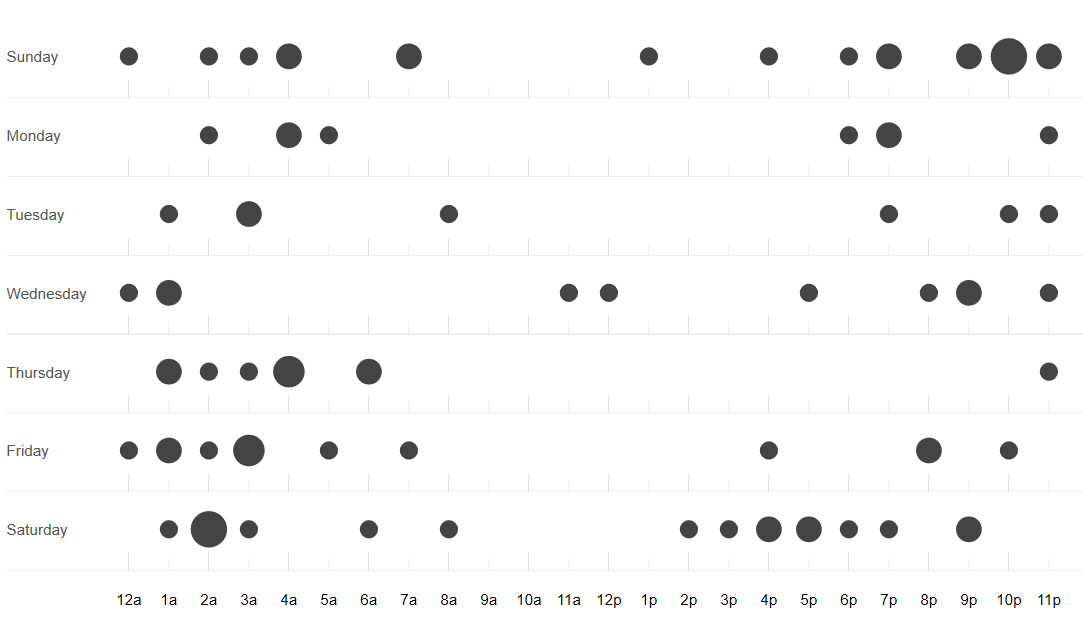 Sunday
Monday
Tuesday
Wednesday
Thursday
Friday
Saturday
12a 1a 2a 3a 4a 5a 6a 7a 8a 9a 10a 11a 12p 1p 2p 3p 4p 5p 6p 7p 8p 9p 10p 11p